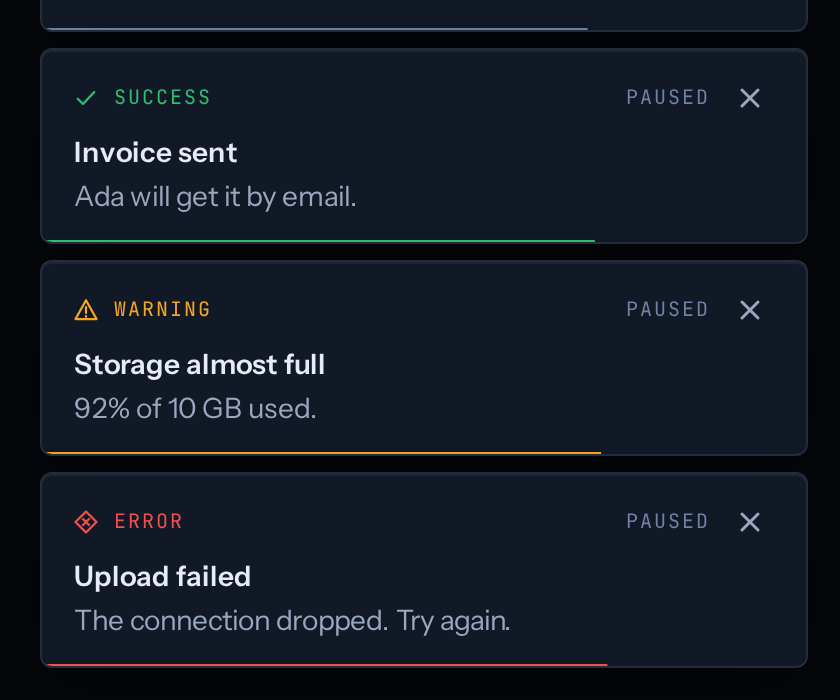 SUCCESS PAUSED
Invoice sent
Ada will get it by email.
WARNING PAUSED
Storage almost full
92% of 10 GB used.
ERROR PAUSED
Upload failed
The connection dropped. Try again.